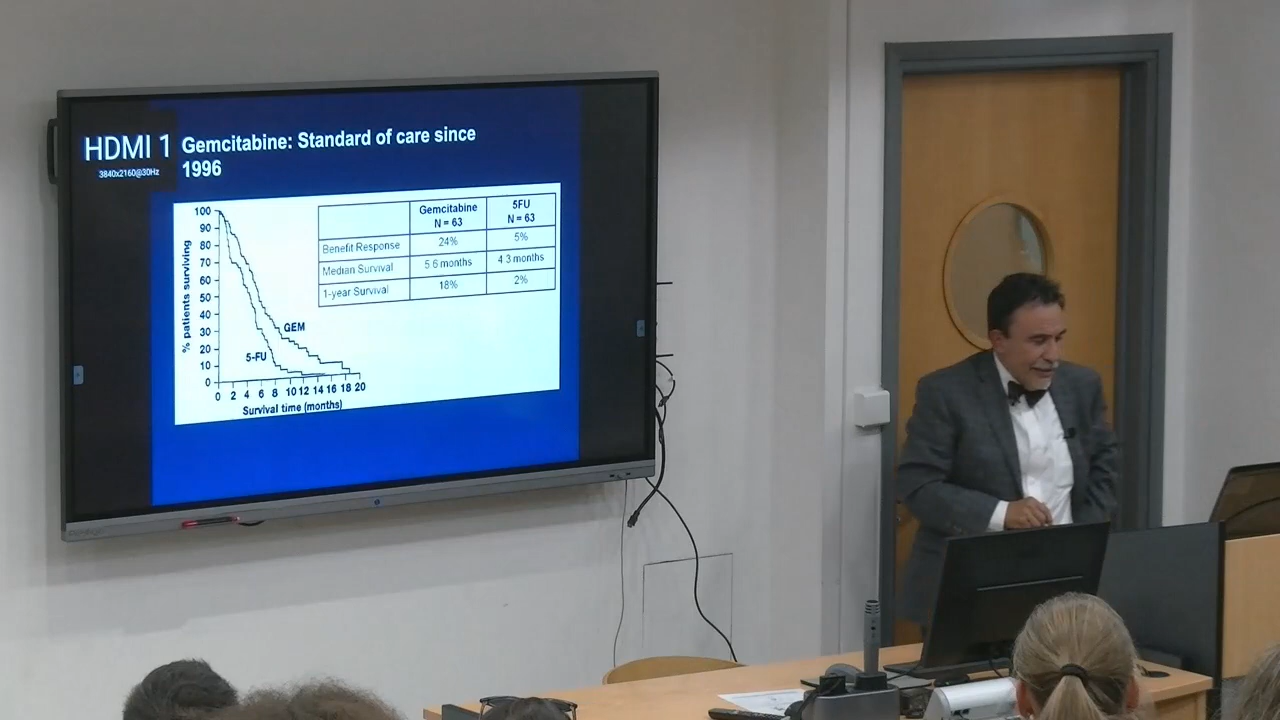 HDMI 1
3840x2160@30Hz
Gemcitabine: Standard of care since
1996
Gemcitabine
N = 63
5FU
N = 63
Benefit Response 24% 5%
Median Survival 5.6 months 4.3 months
1-year Survival 18% 2%
% patients surviving
100
90
80
70
60
50
40
30
20
10
0
GEM
5-FU
0 2 4 6 8 10 12 14 16 18 20
Survival time (months)